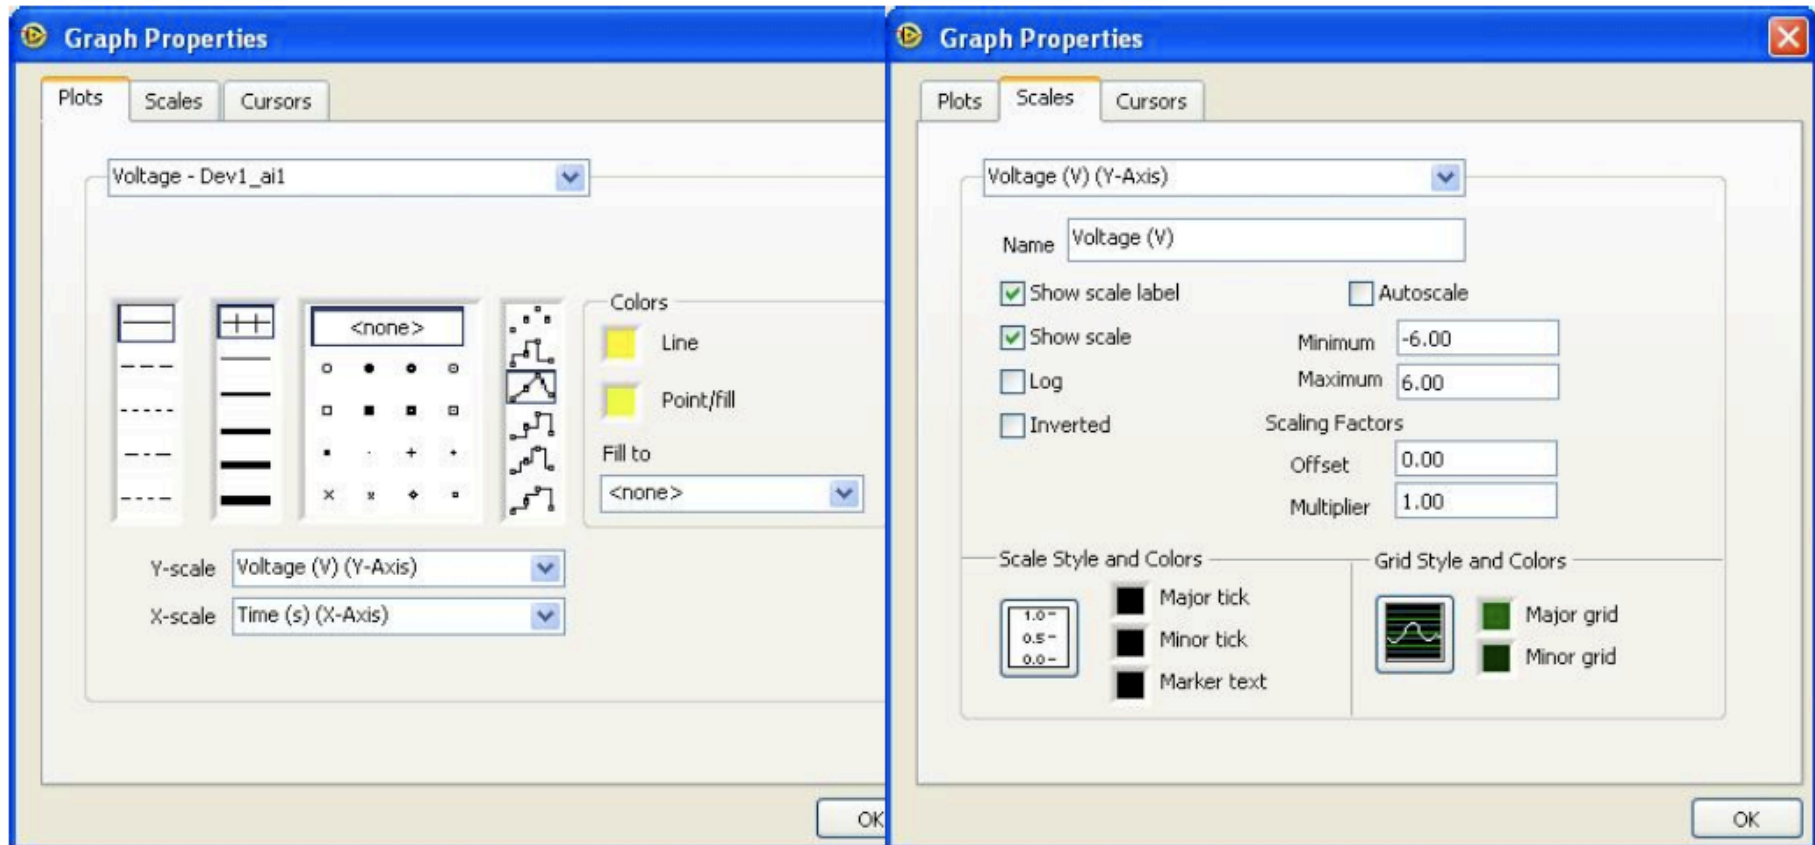 Graph Properties
Plots
Scales
Cursors
Voltage - Dev1_ai1
<none>
Colors
Line
Point/fill
Fill to
<none>
Y-scale
Voltage (V) (Y-Axis)
X-scale
Time (s) (X-Axis)
OK
Graph Properties
Plots
Scales
Cursors
Voltage (V) (Y-Axis)
Name
Voltage (V)
Show scale label
Autoscale
Show scale
Minimum
-6.00
Log
Maximum
6.00
Inverted
Scaling Factors
Offset
0.00
Multiplier
1.00
Scale Style and Colors
1.0
0.5
0.0
Major tick
Minor tick
Marker text
Grid Style and Colors
Major grid
Minor grid
OK